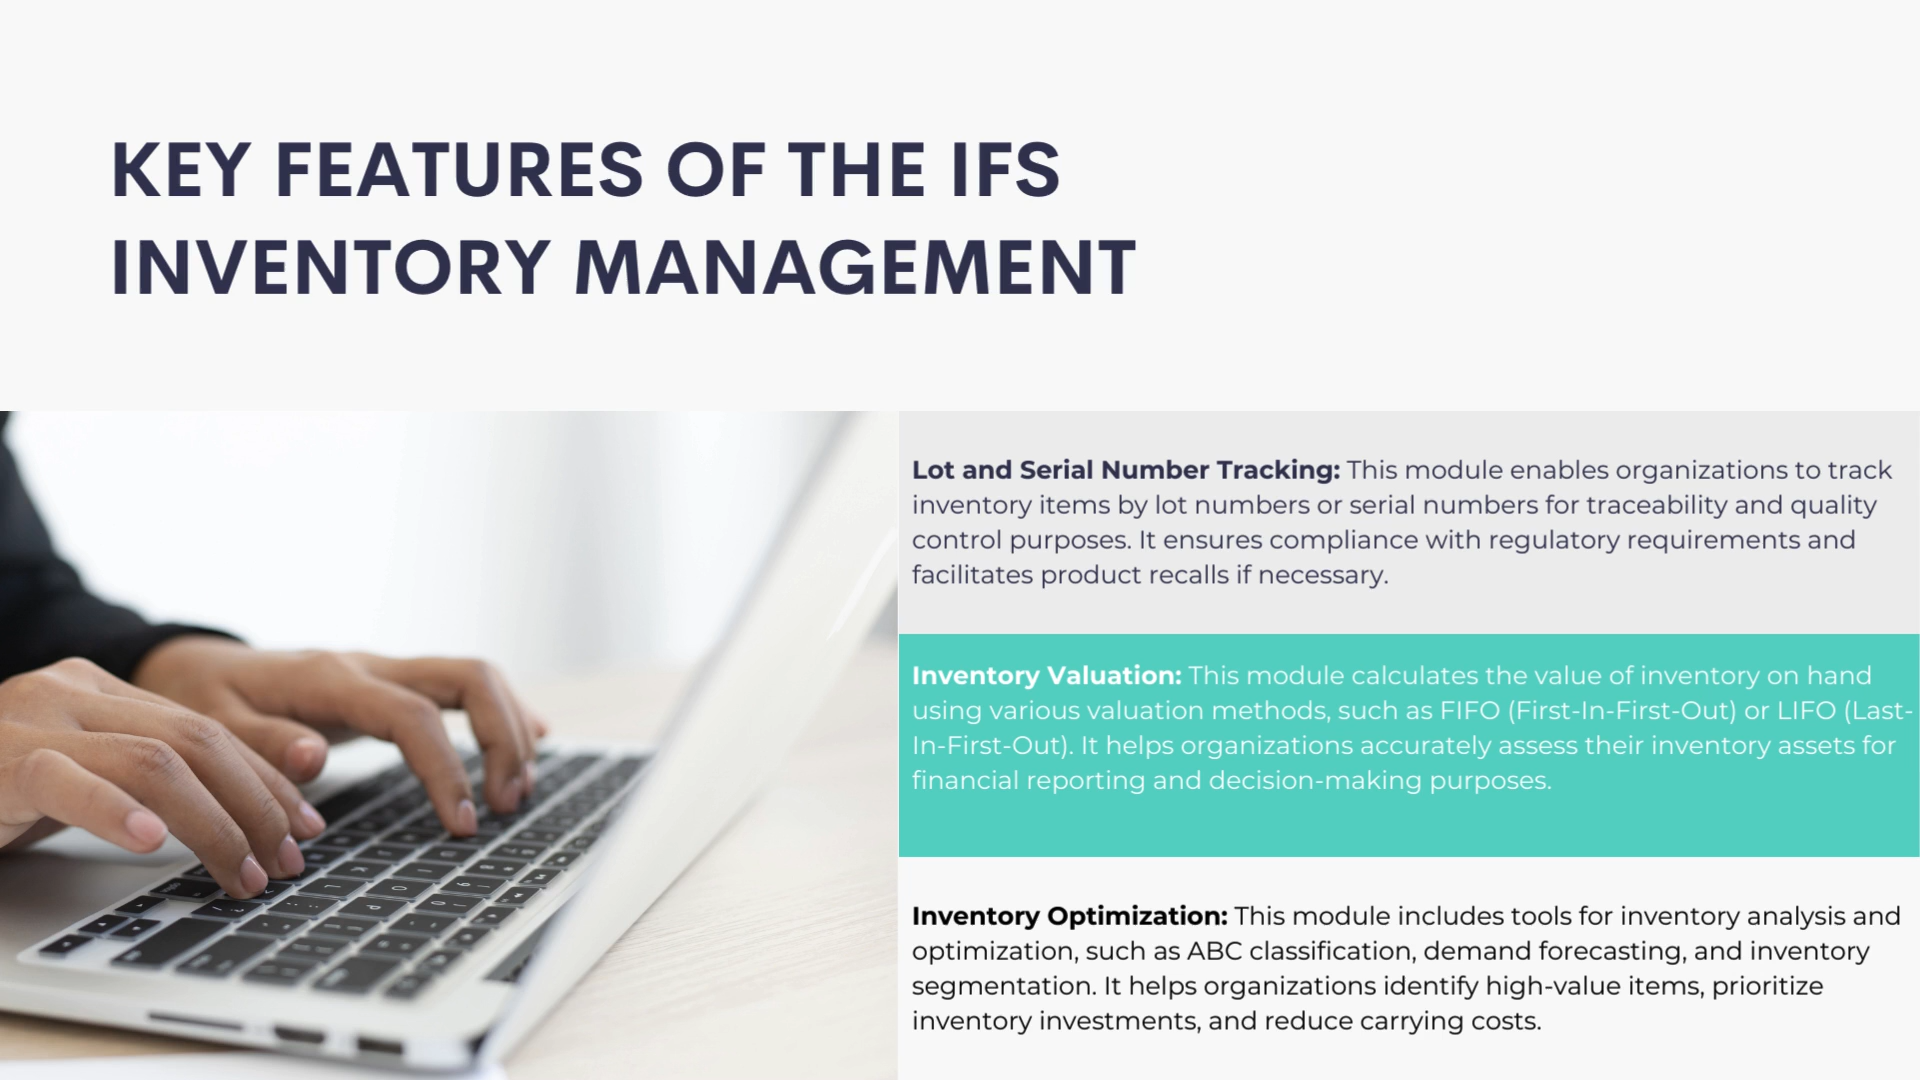 KEY FEATURES OF THE IFS
INVENTORY MANAGEMENT
Lot and Serial Number Tracking: This module enables organizations to track
inventory items by lot numbers or serial numbers for traceability and quality
control purposes. It ensures compliance with regulatory requirements and
facilitates product recalls if necessary.
Inventory Valuation: This module calculates the value of inventory on hand
using various valuation methods, such as FIFO (First-In-First-Out) or LIFO (Last-
In-First-Out). It helps organizations accurately assess their inventory assets for
financial reporting and decision-making purposes.
Inventory Optimization: This module includes tools for inventory analysis and
optimization, such as ABC classification, demand forecasting, and inventory
segmentation. It helps organizations identify high-value items, prioritize
inventory investments, and reduce carrying costs.